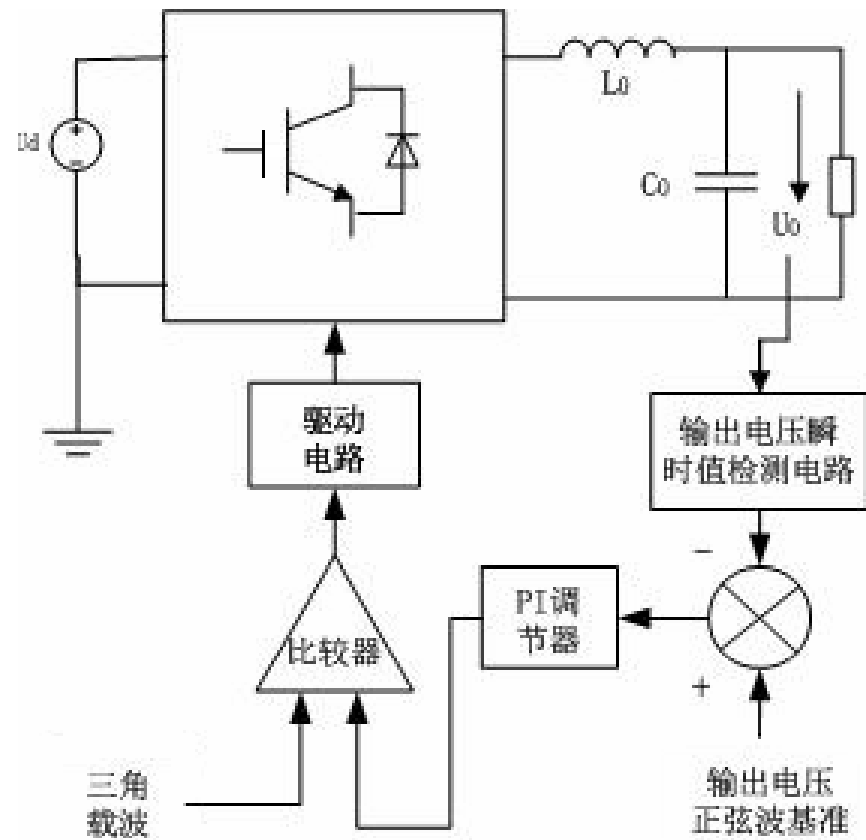 Ud
+
−
L0
C0
U0
驱动
电路
输出电压瞬
时值检测电路
−
PI调
节器
比较器
+
三角
载波
输出电压
正弦波基准